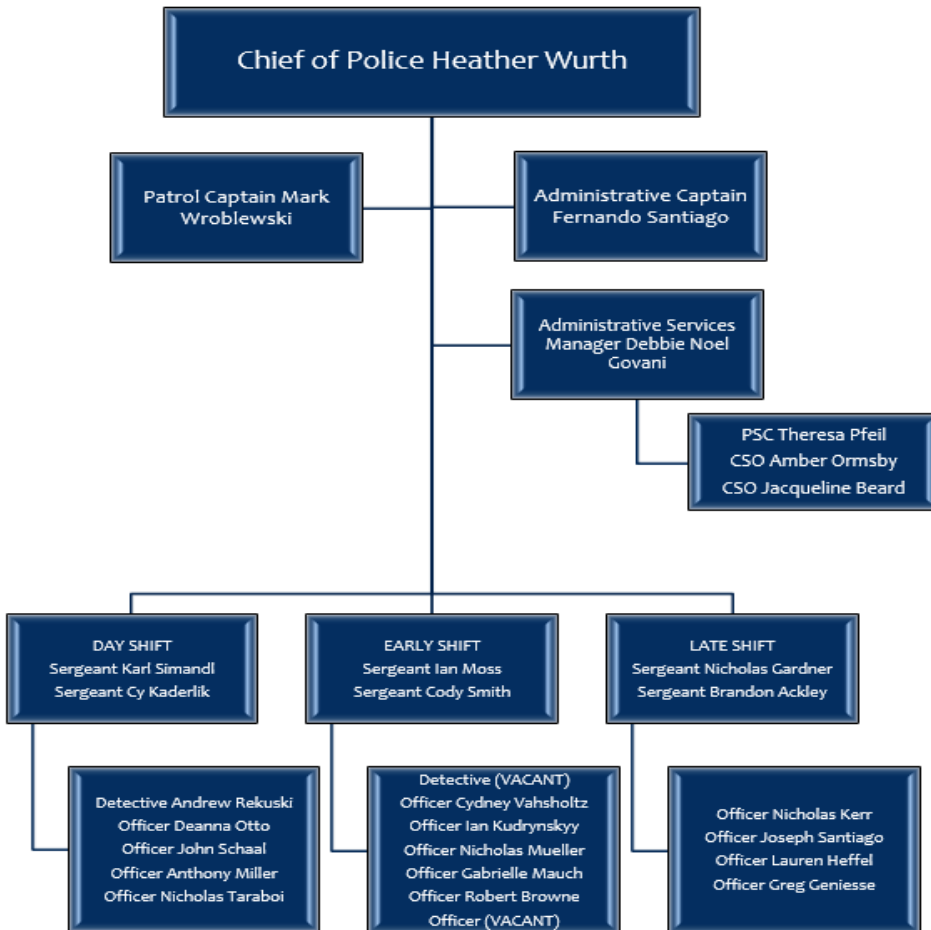 Chief of Police Heather Wurth
Patrol Captain Mark
Wroblewski
Administrative Captain
Fernando Santiago
Administrative Services
Manager Debbie Noel
Govani
PSC Theresa Pfeil
CSO Amber Ormsby
CSO Jacqueline Beard
DAY SHIFT
Sergeant Karl Simandl
Sergeant Cy Kaderlik
EARLY SHIFT
Sergeant Ian Moss
Sergeant Cody Smith
LATE SHIFT
Sergeant Nicholas Gardner
Sergeant Brandon Ackley
Detective Andrew Rekuski
Officer Deanna Otto
Officer John Schaal
Officer Anthony Miller
Officer Nicholas Taraboi
Detective (VACANT)
Officer Cydney Vahsholtz
Officer Ian Kudrynskyy
Officer Nicholas Mueller
Officer Gabrielle Mauch
Officer Robert Browne
Officer (VACANT)
Officer Nicholas Kerr
Officer Joseph Santiago
Officer Lauren Heffel
Officer Greg Geniesse